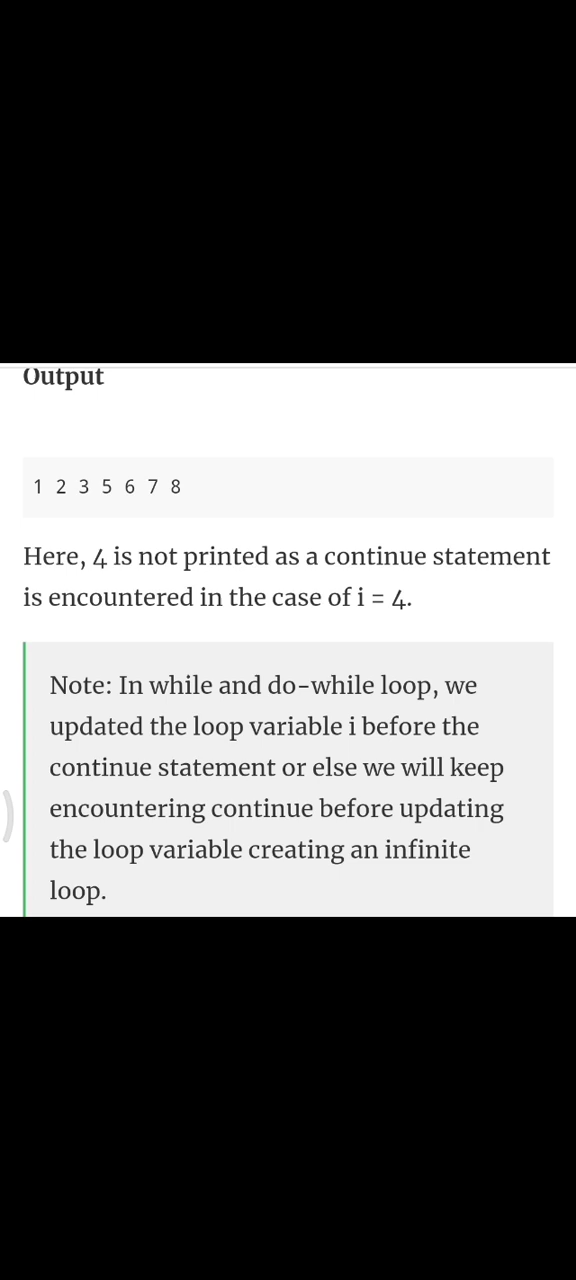 Output
1 2 3 5 6 7 8
Here, 4 is not printed as a continue statement
is encountered in the case of i = 4.
Note: In while and do-while loop, we
updated the loop variable i before the
continue statement or else we will keep
encountering continue before updating
the loop variable creating an infinite
loop.